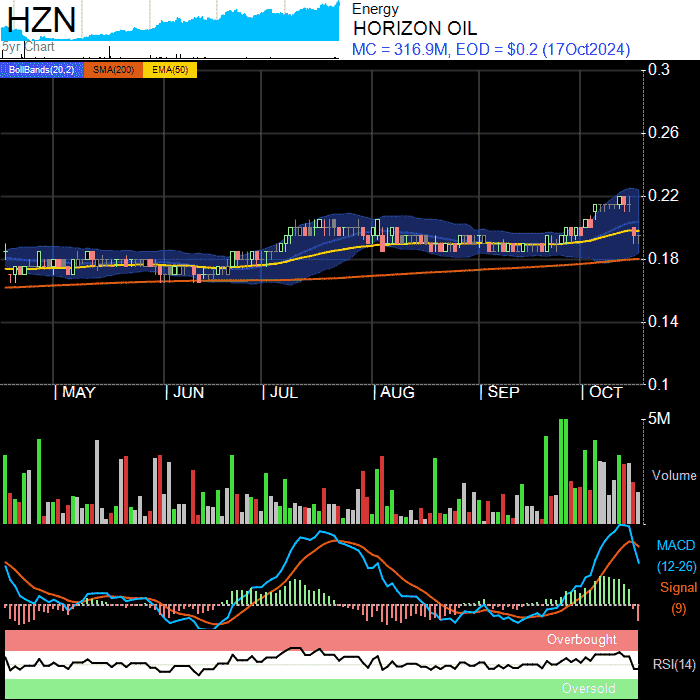 HZN
5yr Chart
Energy
HORIZON OIL
MC = 316.9M, EOD = $0.2 (17Oct2024)
BollBands(20,2) SMA(200) EMA(50)
0.3
0.26
0.22
0.18
0.14
0.1
MAY JUN JUL AUG SEP OCT
5M
Volume
MACD
(12-26)
Signal
(9)
Overbought
RSI(14)
Oversold